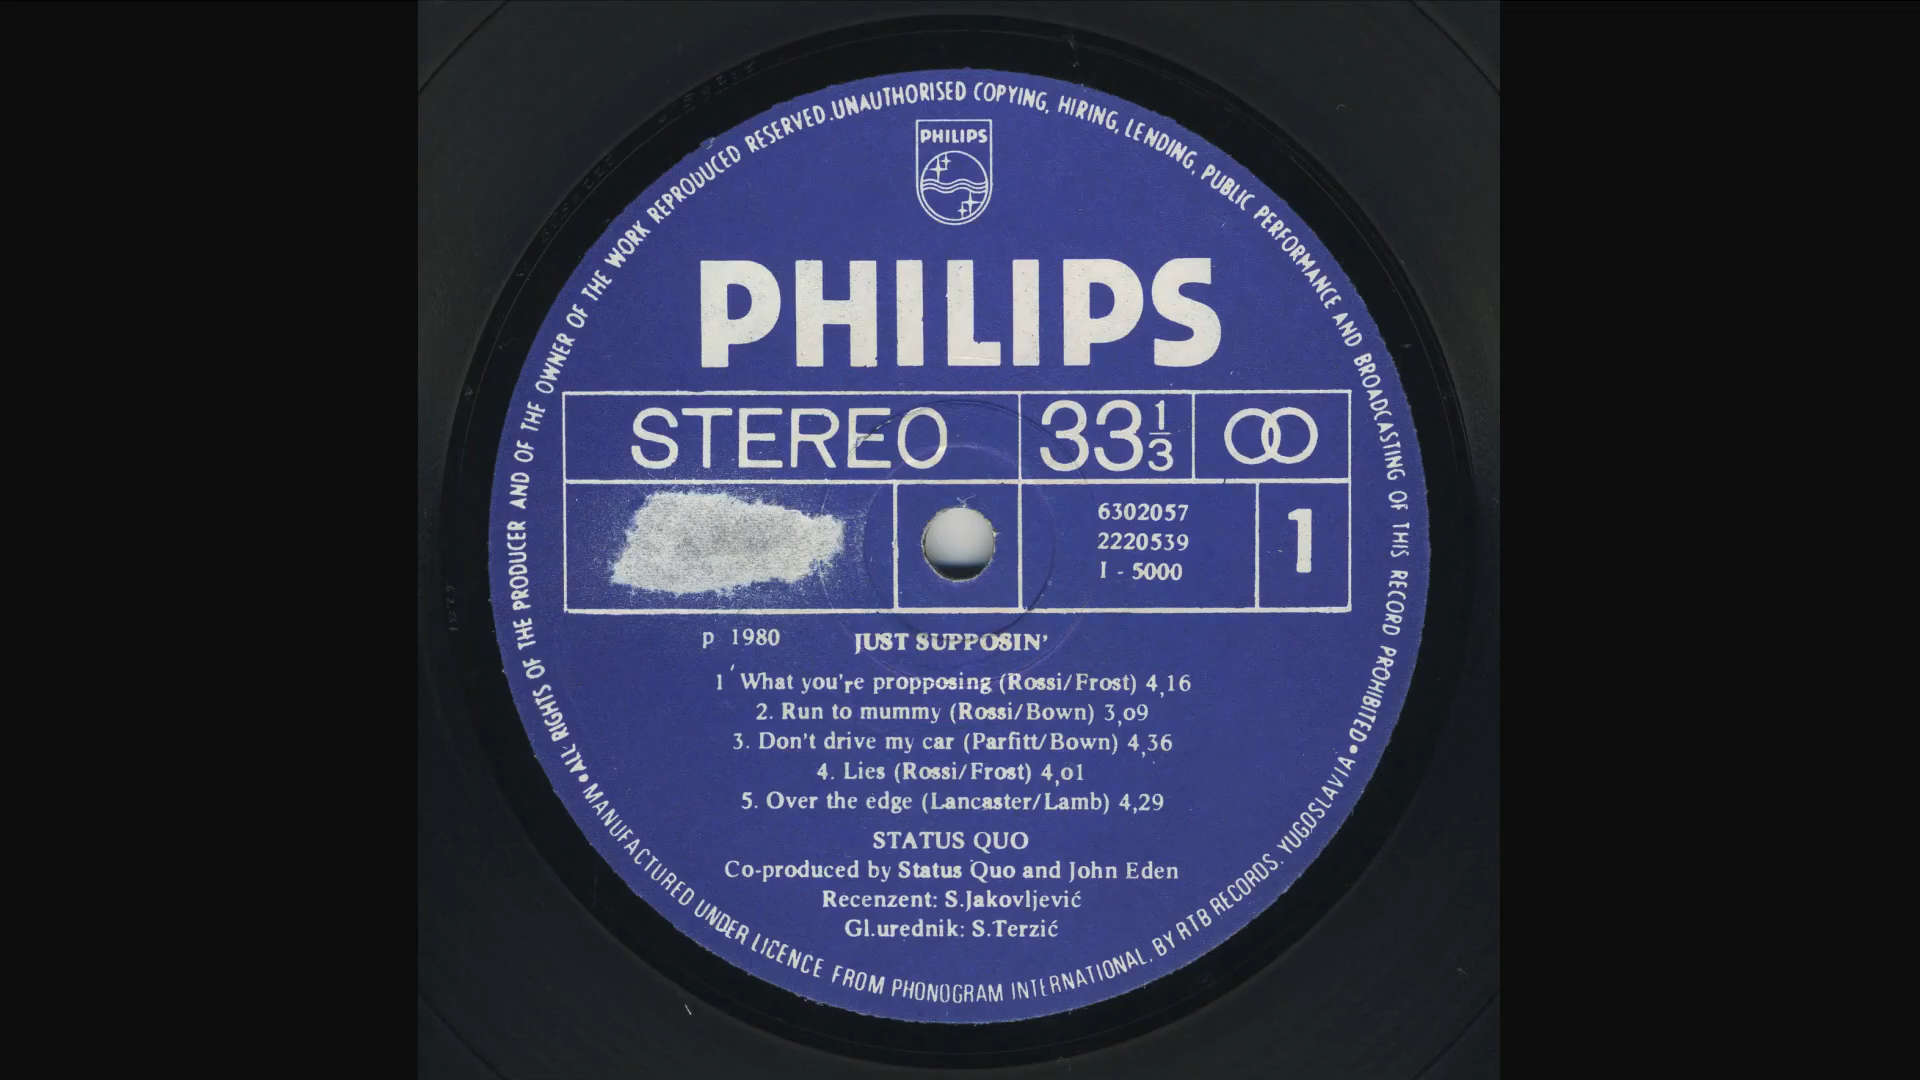 •ALL RIGHTS OF THE PRODUCER AND OF THE OWNER OF THE WORK REPRODUCED RESERVED.UNAUTHORISED COPYING, HIRING, LENDING, PUBLIC PERFORMANCE AND BROADCASTING OF THIS RECORD PROHIBITED•
PHILIPS
PHILIPS
STEREO 33 1/3
6302057
2220539
I - 5000
1
p 1980 JUST SUPPOSIN'
1 What you're propposing (Rossi/Frost) 4,16
2. Run to mummy (Rossi/Bown) 3,o9
3. Don't drive my car (Parfitt/Bown) 4,36
4. Lies (Rossi/Frost) 4,o1
5. Over the edge (Lancaster/Lamb) 4,29
STATUS QUO
Co-produced by Status Quo and John Eden
Recenzent: S.Jakovljević
Gl.urednik: S.Terzić
MANUFACTURED UNDER LICENCE FROM PHONOGRAM INTERNATIONAL, BY RTB RECORDS. YUGOSLAVIA